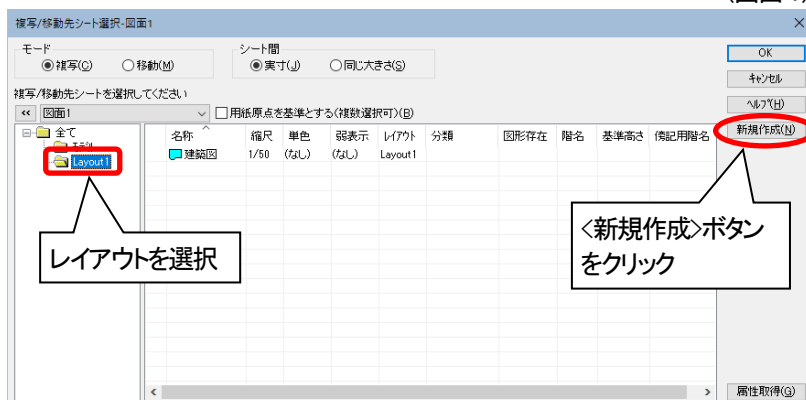 複写/移動先シート選択-図面1
モード
シート間
複写(C)
移動(M)
実寸(J)
同じ大きさ(S)
OK
キャンセル
ヘルプ(H)
新規作成(N)
複写/移動先シートを選択してください
<< 図面1
用紙原点を基準とする(複数選択可)(B)
全て
Layout1
名称 縮尺 単色 弱表示 レイアウト 分類 図形存在 階名 基準高さ 傍記用階名
建築図 1/50 (なし) (なし) Layout1
レイアウトを選択
<新規作成>ボタン
をクリック
属性取得(G)